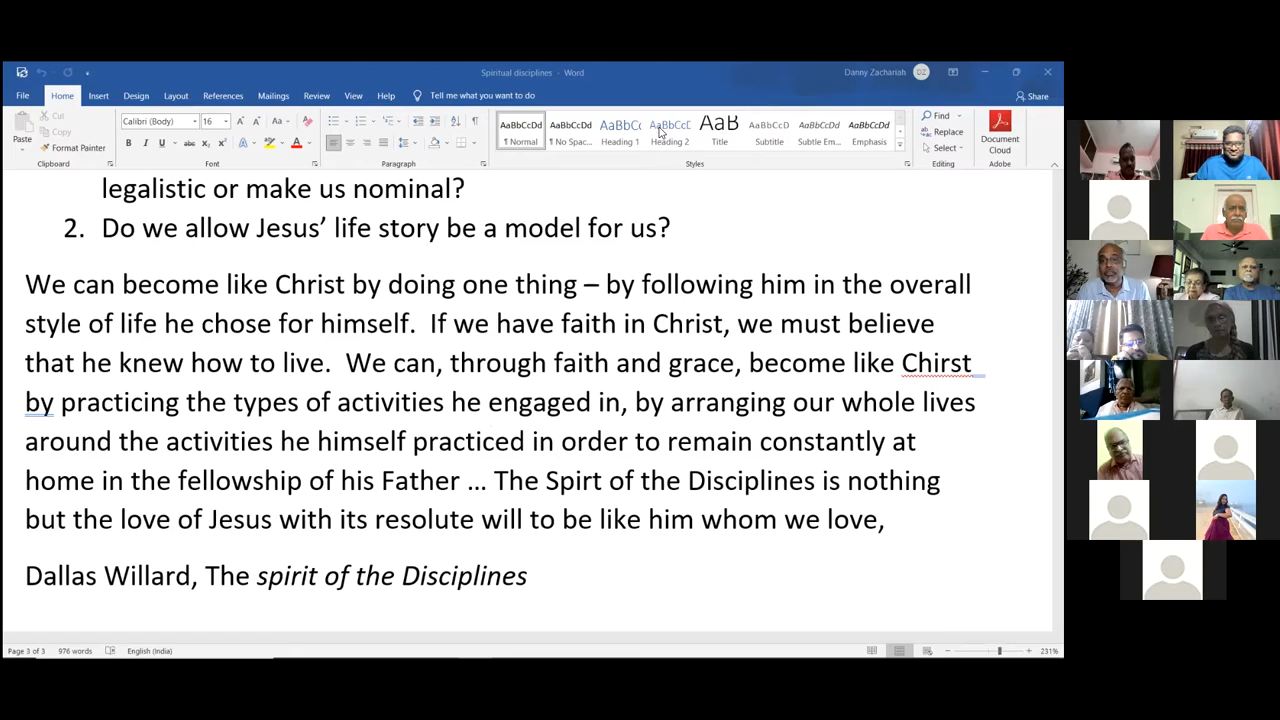 Spiritual disciplines - Word
Danny Zachariah DZ
File Home Insert Design Layout References Mailings Review View Help Tell me what you want to do Share
Paste
Cut
Copy
Format Painter
Clipboard
Calibri (Body) 16
Font
Paragraph
AaBbCcDd AaBbCcDd AaBbCc AaBbCcD AaB AaBbCcD AaBbCcDd AaBbCcDd
¶ Normal ¶ No Spac... Heading 1 Heading 2 Title Subtitle Subtle Em... Emphasis
Styles
Find
Replace
Select
Editing
Document
Cloud
Adobe
legalistic or make us nominal?
2. Do we allow Jesus’ life story be a model for us?
We can become like Christ by doing one thing – by following him in the overall
style of life he chose for himself. If we have faith in Christ, we must believe
that he knew how to live. We can, through faith and grace, become like Chirst
by practicing the types of activities he engaged in, by arranging our whole lives
around the activities he himself practiced in order to remain constantly at
home in the fellowship of his Father ... The Spirt of the Disciplines is nothing
but the love of Jesus with its resolute will to be like him whom we love,
Dallas Willard, The spirit of the Disciplines
Page 3 of 3 976 words English (India) 231%